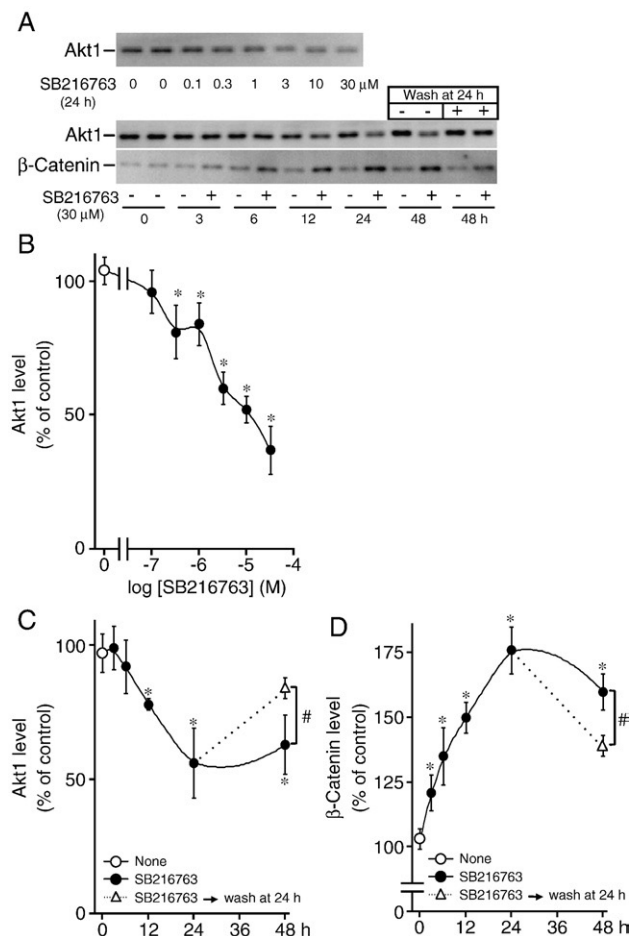 A
Akt1
SB216763 0 0 0.1 0.3 1 3 10 30 μM
(24 h)
Wash at 24 h
- - + +
Akt1
β-Catenin
SB216763 - - - + - + - + - + - + - +
(30 μM) 0 3 6 12 24 48 48 h
B
Akt1 level
(% of control)
100
50
0
* * * * *
0 -7 -6 -5 -4
log [SB216763] (M)
C
Akt1 level
(% of control)
100
50
0
* * *
#
None
SB216763
SB216763 → wash at 24 h
0 12 24 36 48 h
D
β-Catenin level
(% of control)
175
150
125
100
0
* * * * *
#
None
SB216763
SB216763 → wash at 24 h
0 12 24 36 48 h